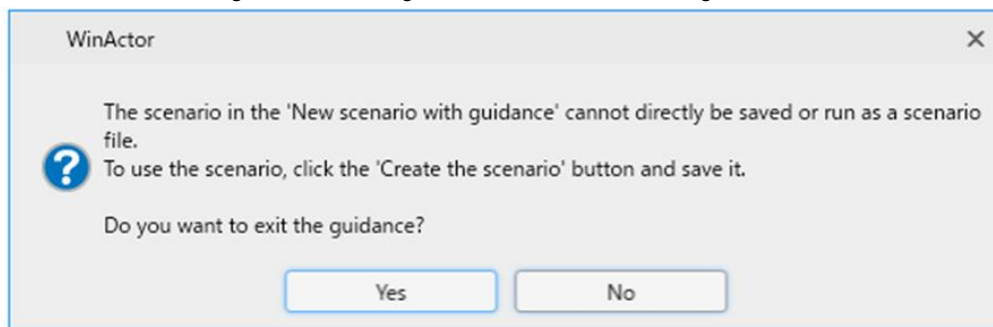 WinActor
The scenario in the 'New scenario with guidance' cannot directly be saved or run as a scenario
file.
To use the scenario, click the 'Create the scenario' button and save it.
Do you want to exit the guidance?
Yes
No